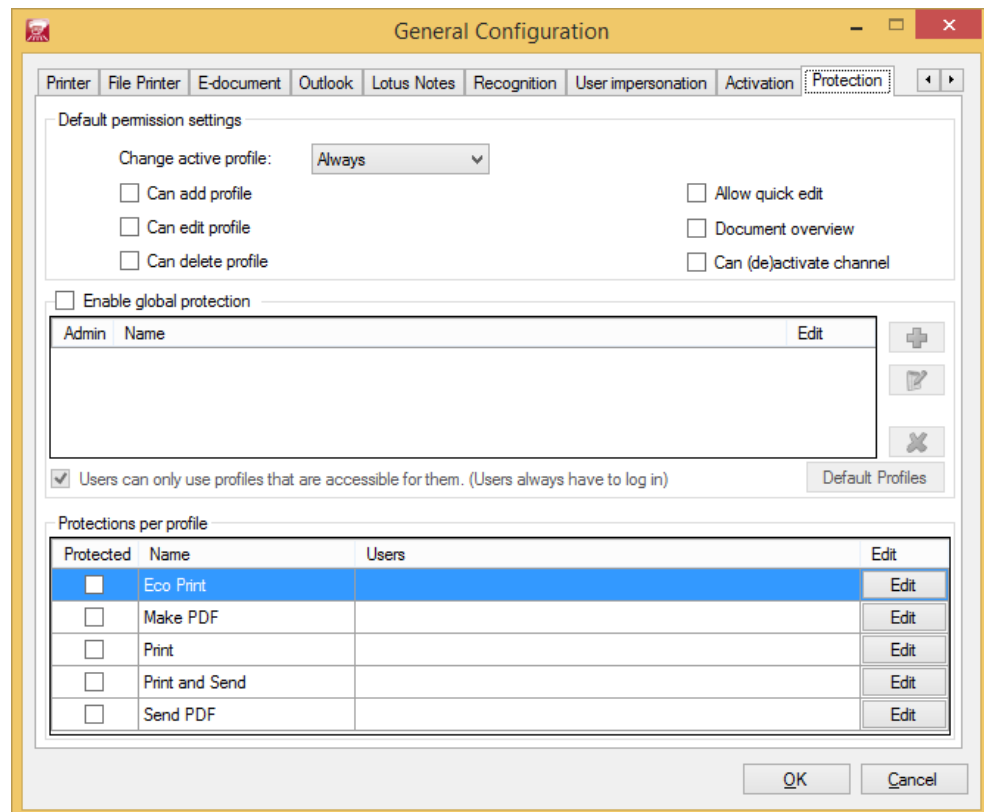 General Configuration
Printer File Printer E-document Outlook Lotus Notes Recognition User impersonation Activation Protection
Default permission settings
Change active profile: Always
Can add profile Allow quick edit
Can edit profile Document overview
Can delete profile Can (de)activate channel
Enable global protection
Admin Name Edit
Users can only use profiles that are accessible for them. (Users always have to log in) Default Profiles
Protections per profile
Protected Name Users Edit
Eco Print Edit
Make PDF Edit
Print Edit
Print and Send Edit
Send PDF Edit
OK Cancel